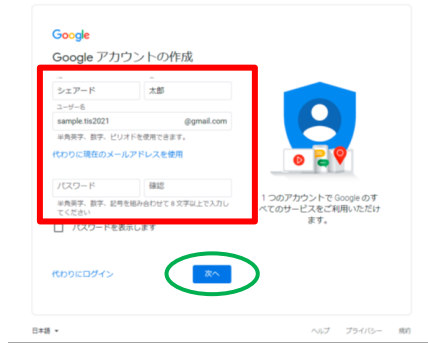 Google
Google アカウントの作成
シェアード
太郎
ユーザー名
sample.tis2021
@gmail.com
半角英字、数字、ピリオドを使用できます。
代わりに現在のメールアドレスを使用
パスワード
確認
半角英字、数字、記号を組み合わせて 8 文字以上で入力し
てください
パスワードを表示します
1 つのアカウントで Google のす
べてのサービスをご利用いただけ
ます。
代わりにログイン
次へ
日本語
ヘルプ
プライバシー
規約